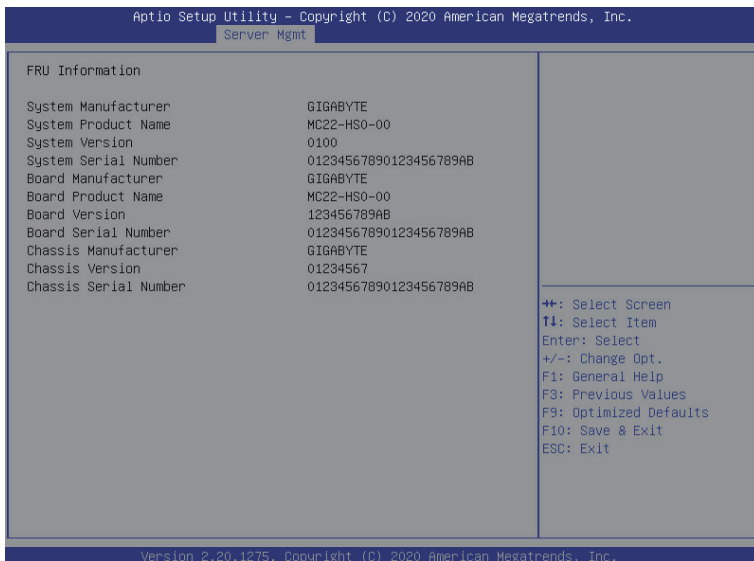 Aptio Setup Utility – Copyright (C) 2020 American Megatrends, Inc.
Server Mgmt
FRU Information
System Manufacturer GIGABYTE
System Product Name MC22-HS0-00
System Version 0100
System Serial Number 01234567890123456789AB
Board Manufacturer GIGABYTE
Board Product Name MC22-HS0-00
Board Version 123456789AB
Board Serial Number 01234567890123456789AB
Chassis Manufacturer GIGABYTE
Chassis Version 01234567
Chassis Serial Number 01234567890123456789AB
→←: Select Screen
↑↓: Select Item
Enter: Select
+/-: Change Opt.
F1: General Help
F3: Previous Values
F9: Optimized Defaults
F10: Save & Exit
ESC: Exit
Version 2.20.1275. Copyright (C) 2020 American Megatrends, Inc.